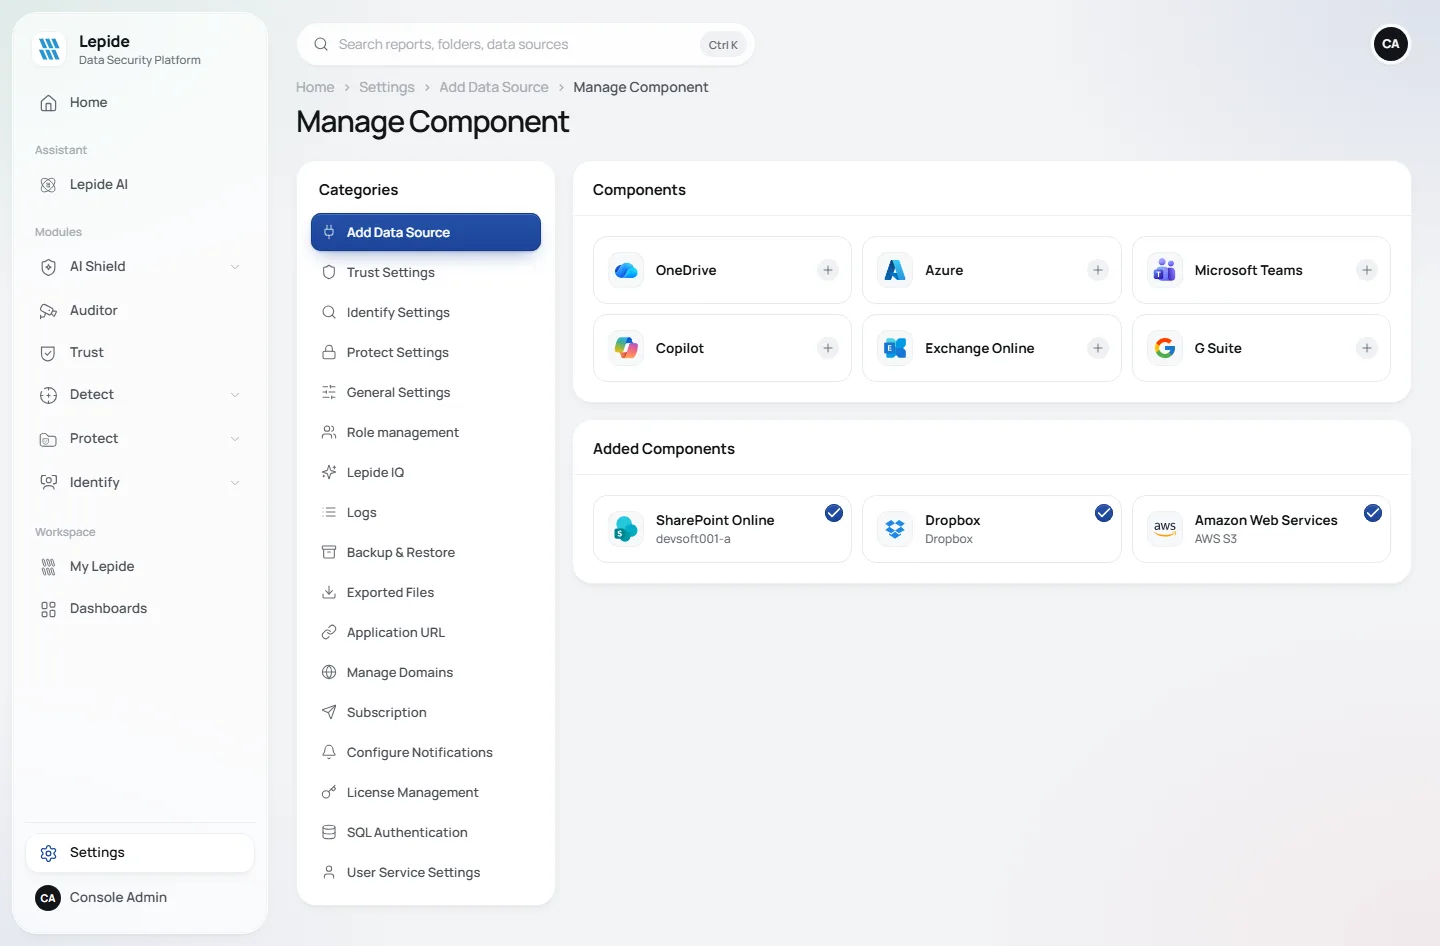 Lepide
Data Security Platform
Home
Assistant
Lepide AI
Modules
AI Shield
Auditor
Trust
Detect
Protect
Identify
Workspace
My Lepide
Dashboards
Settings
CA
Console Admin
Search reports, folders, data sources
Ctrl K
CA
Home > Settings > Add Data Source > Manage Component
Manage Component
Categories
Add Data Source
Trust Settings
Identify Settings
Protect Settings
General Settings
Role management
Lepide IQ
Logs
Backup & Restore
Exported Files
Application URL
Manage Domains
Subscription
Configure Notifications
License Management
SQL Authentication
User Service Settings
Components
OneDrive
Azure
Microsoft Teams
Copilot
Exchange Online
G Suite
Added Components
SharePoint Online
devsoft001-a
Dropbox
Dropbox
aws
Amazon Web Services
AWS S3